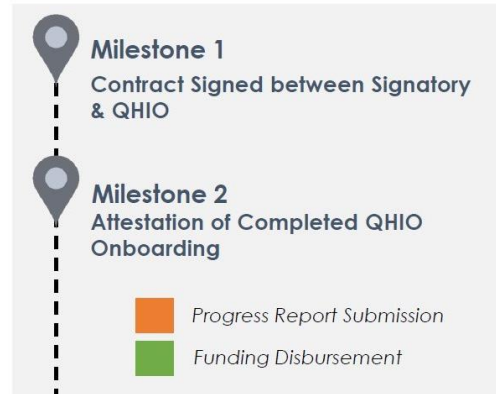 Milestone 1
Contract Signed between Signatory
& QHIO
Milestone 2
Attestation of Completed QHIO
Onboarding
Progress Report Submission
Funding Disbursement